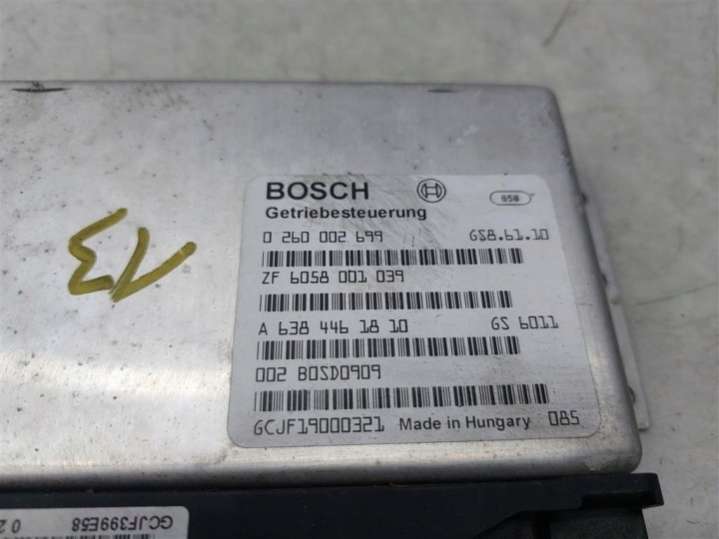 BOSCH
Getriebesteuerung
0 260 002 699 GS8.61.10
ZF 6058 001 039
A 638 446 18 10 GS 6011
002 BOSD0909
GCJF19000321 Made in Hungary 085
13
GCJF399E58